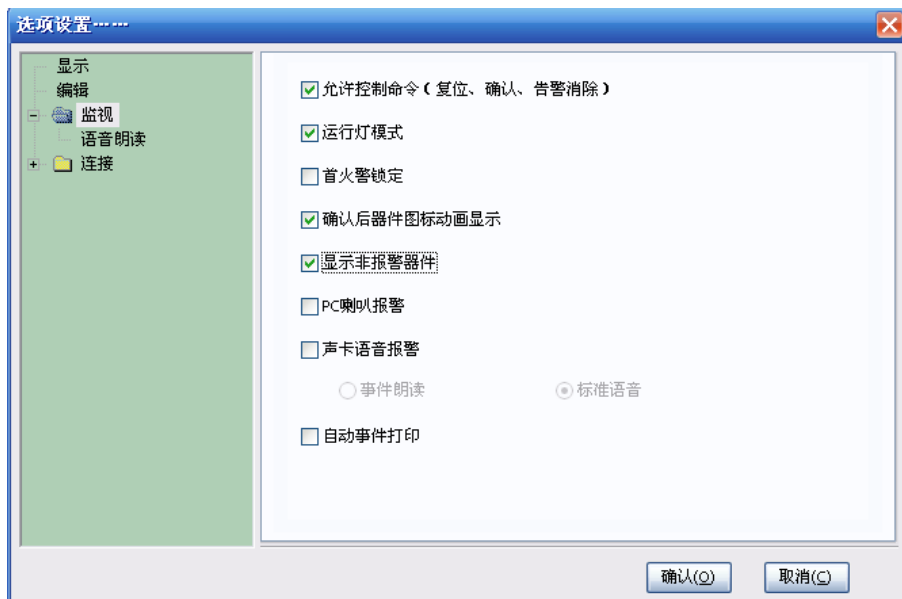 选项设置……
显示
编辑
监视
语音朗读
连接
允许控制命令(复位、确认、告警消除)
运行灯模式
首火警锁定
确认后器件图标动画显示
显示非报警器件
PC喇叭报警
声卡语音报警
事件朗读 标准语音
自动事件打印
确认(O) 取消(C)